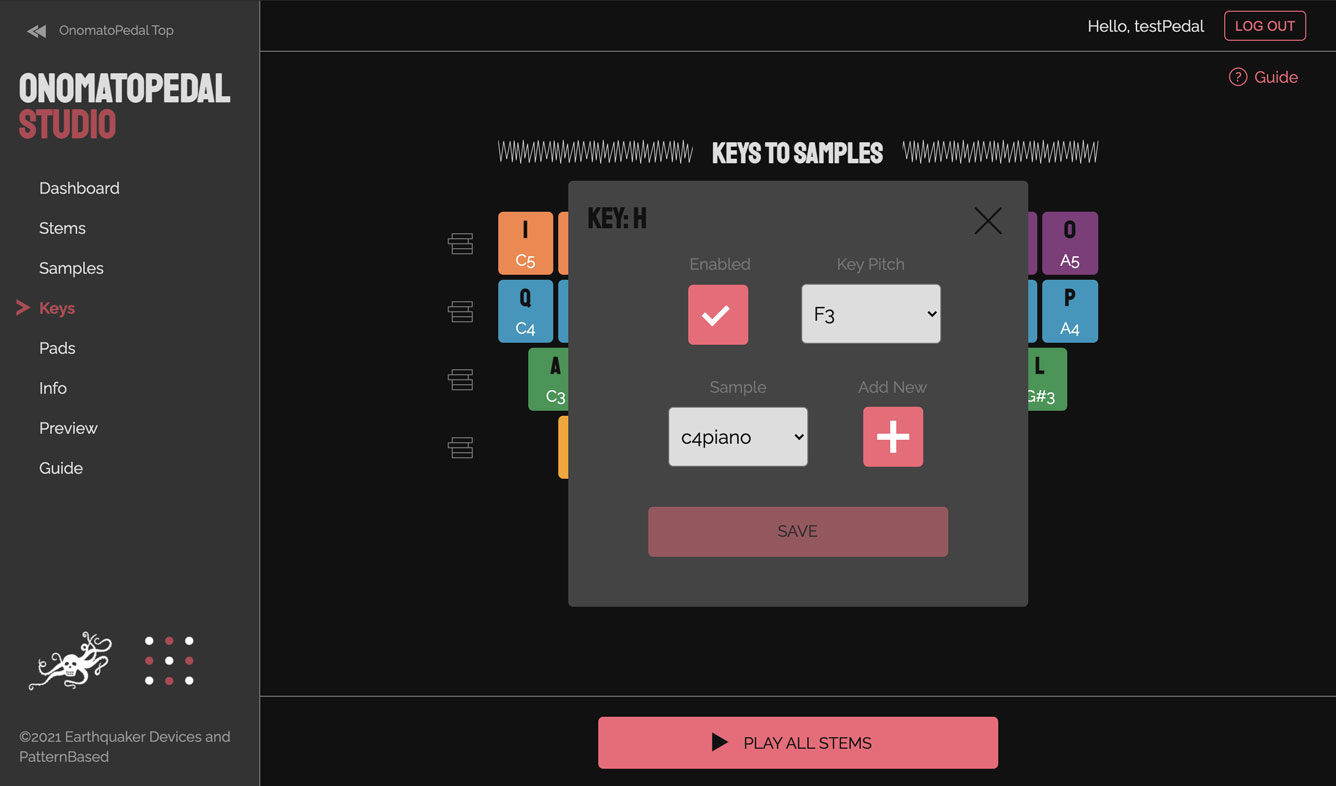 OnomatoPedal Top
ONOMATOPEDAL
STUDIO
Dashboard
Stems
Samples
Keys
Pads
Info
Preview
Guide
©2021 Earthquaker Devices and
PatternBased
Hello, testPedal
LOG OUT
? Guide
KEYS TO SAMPLES
I
C5
O
A5
Q
C4
P
A4
A
C3
L
G#3
KEY: H
Enabled
Key Pitch
F3
Sample
Add New
c4piano
SAVE
PLAY ALL STEMS